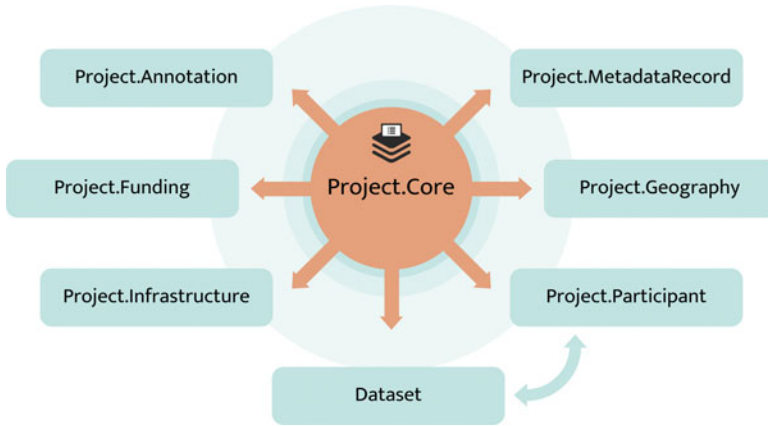 Project.Annotation
Project.MetadataRecord
Project.Core
Project.Funding
Project.Geography
Project.Infrastructure
Project.Participant
Dataset